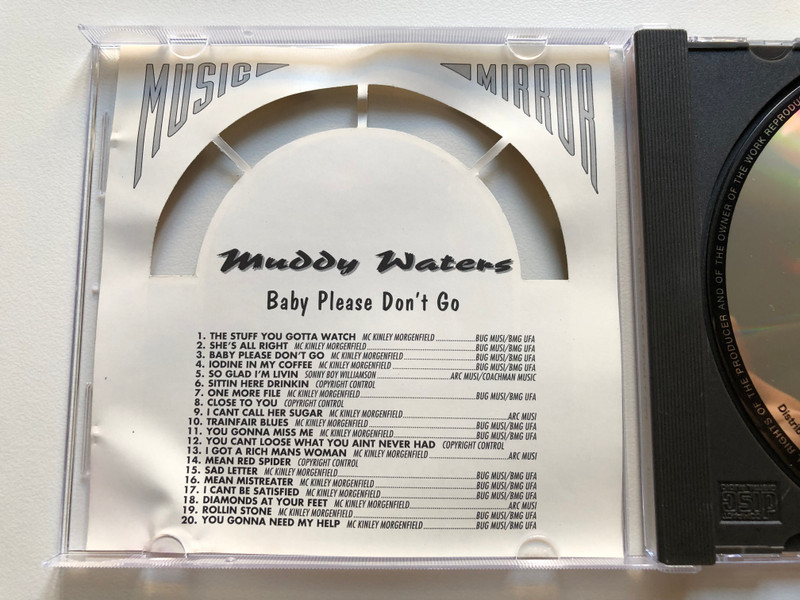 MUSIC MIRROR
Muddy Waters
Baby Please Don't Go
1. THE STUFF YOU GOTTA WATCH MC KINLEY MORGENFIELD BUG MUSI/BMG UFA
2. SHE'S ALL RIGHT MC KINLEY MORGENFIELD BUG MUSI/BMG UFA
3. BABY PLEASE DON'T GO MC KINLEY MORGENFIELD BUG MUSI/BMG UFA
4. IODINE IN MY COFFEE MC KINLEY MORGENFIELD BUG MUSI/BMG UFA
5. SO GLAD I'M LIVIN SONNY BOY WILLIAMSON ARC MUSI/COACHMAN MUSIC
6. SITTIN HERE DRINKIN COPYRIGHT CONTROL
7. ONE MORE FILE MC KINLEY MORGENFIELD BUG MUSI/BMG UFA
8. CLOSE TO YOU COPYRIGHT CONTROL
9. I CANT CALL HER SUGAR MC KINLEY MORGENFIELD ARC MUSI
10. TRAINFAIR BLUES MC KINLEY MORGENFIELD BUG MUSI/BMG UFA
11. YOU GONNA MISS ME MC KINLEY MORGENFIELD BUG MUSI/BMG UFA
12. YOU CANT LOOSE WHAT YOU AINT NEVER HAD COPYRIGHT CONTROL
13. I GOT A RICH MANS WOMAN MC KINLEY MORGENFIELD ARC MUSI
14. MEAN RED SPIDER COPYRIGHT CONTROL
15. SAD LETTER MC KINLEY MORGENFIELD BUG MUSI/BMG UFA
16. MEAN MISTREATER MC KINLEY MORGENFIELD BUG MUSI/BMG UFA
17. I CANT BE SATISFIED MC KINLEY MORGENFIELD BUG MUSI/BMG UFA
18. DIAMONDS AT YOUR FEET MC KINLEY MORGENFIELD ARC MUSI
19. ROLLIN STONE MC KINLEY MORGENFIELD BUG MUSI/BMG UFA
20. YOU GONNA NEED MY HELP MC KINLEY MORGENFIELD BUG MUSI/BMG UFA
RIGHTS OF THE PRODUCER AND OF THE OWNER OF THE WORK